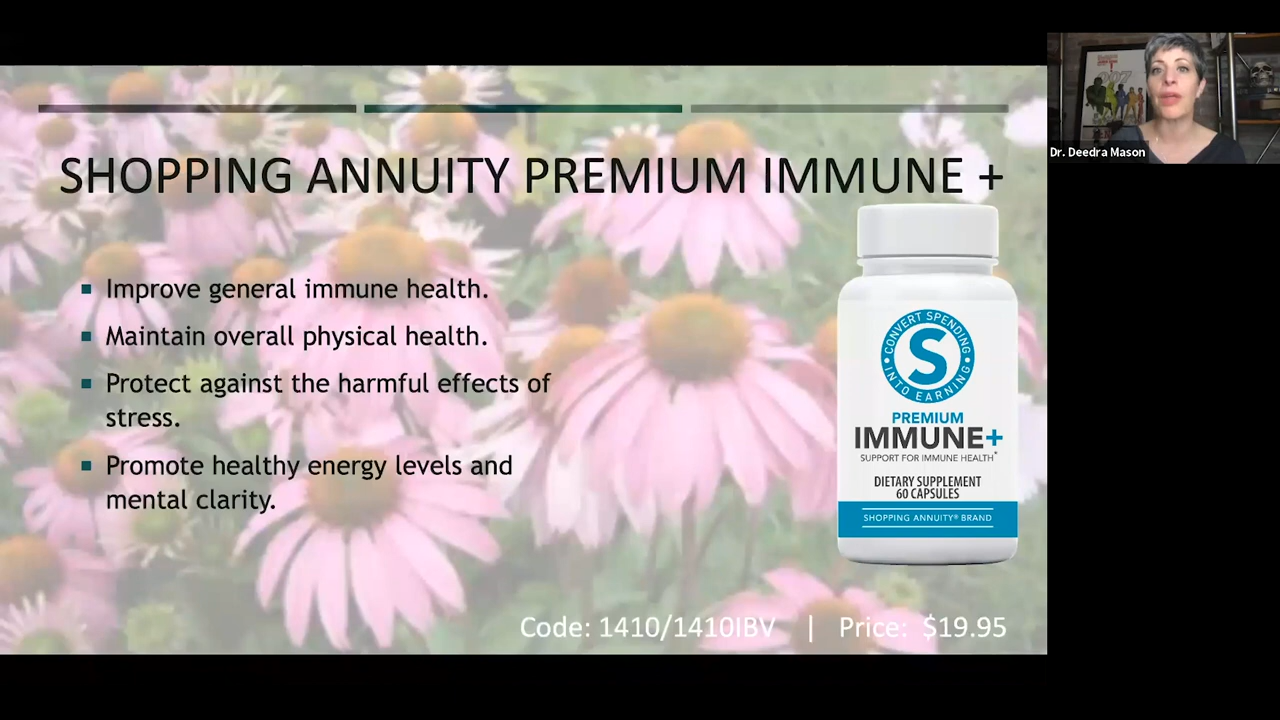 SHOPPING ANNUITY PREMIUM IMMUNE +
Improve general immune health.
Maintain overall physical health.
Protect against the harmful effects of
stress.
Promote healthy energy levels and
mental clarity.
CONVERT SPENDING
INTO EARNING
S
PREMIUM
IMMUNE+
SUPPORT FOR IMMUNE HEALTH*
DIETARY SUPPLEMENT
60 CAPSULES
SHOPPING ANNUITY® BRAND
Code: 1410/1410IBV | Price: $19.95
007
Dr. Deedra Mason